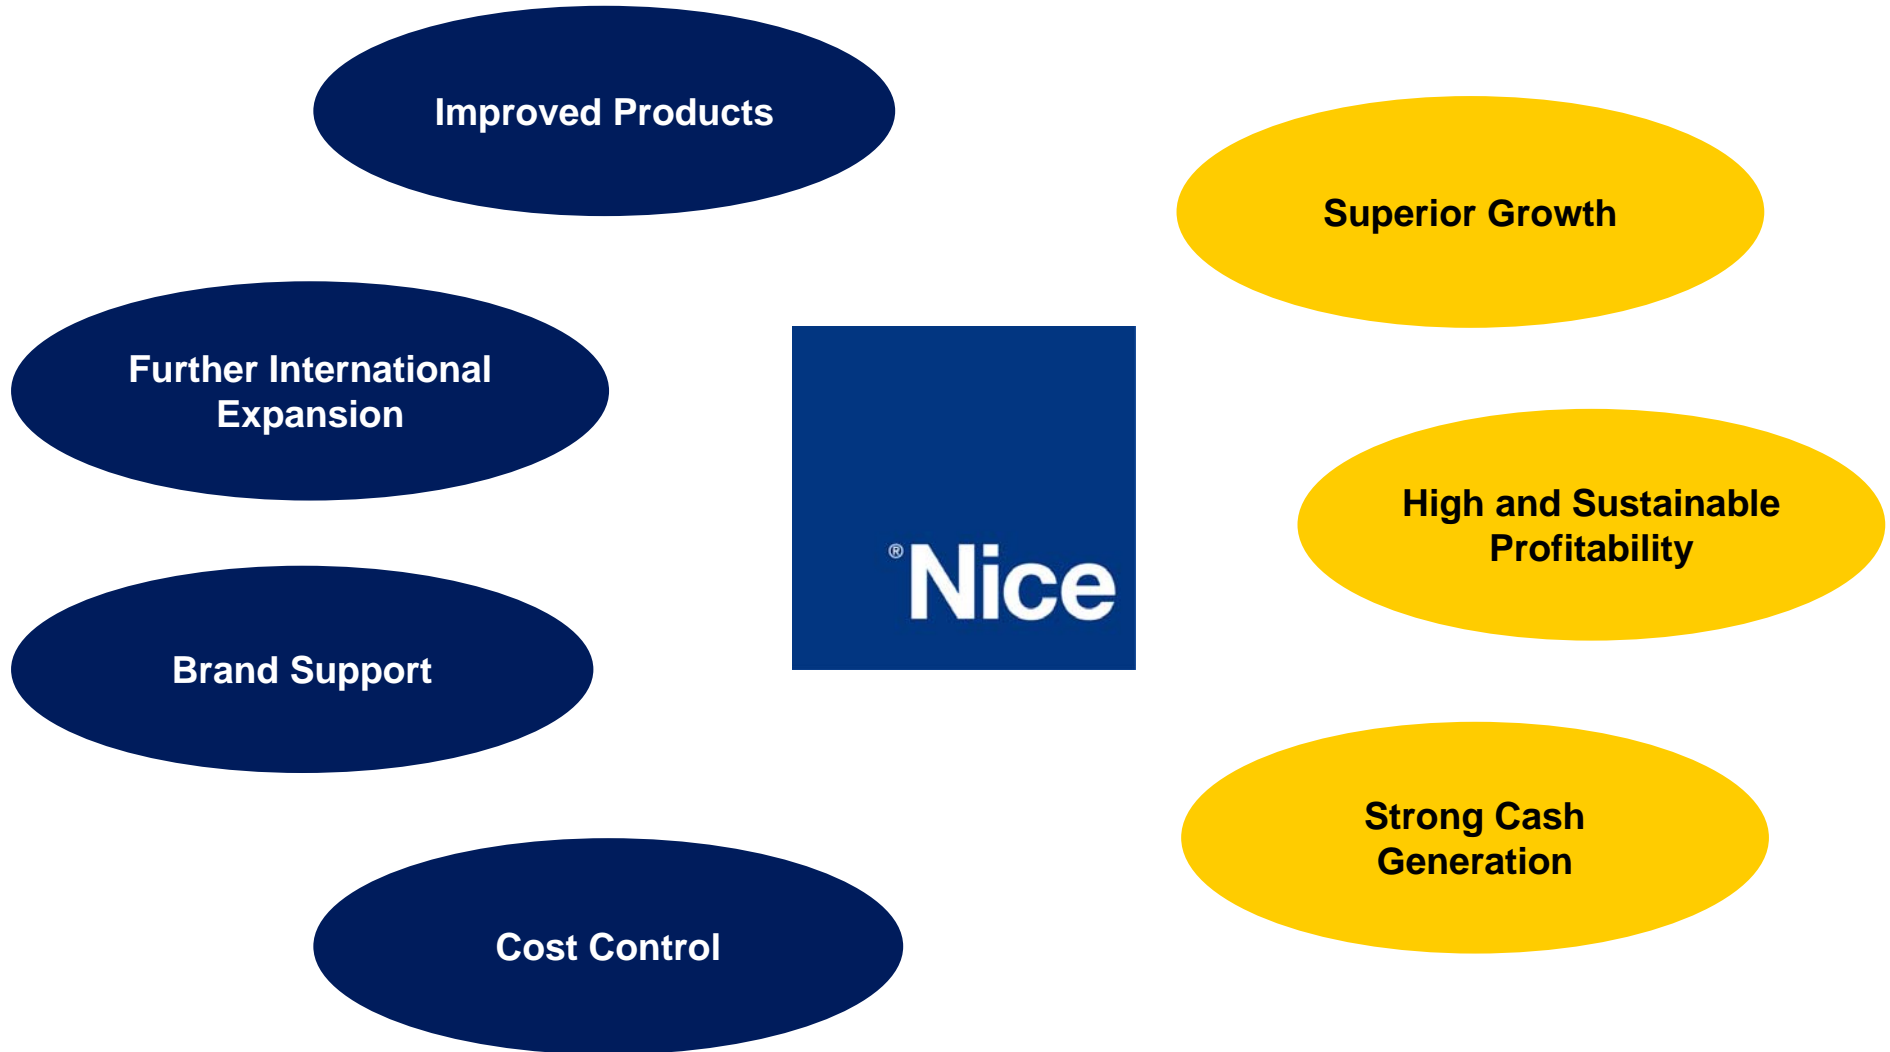 Improved Products
Further International
Expansion
Brand Support
Cost Control
®Nice
Superior Growth
High and Sustainable
Profitability
Strong Cash
Generation